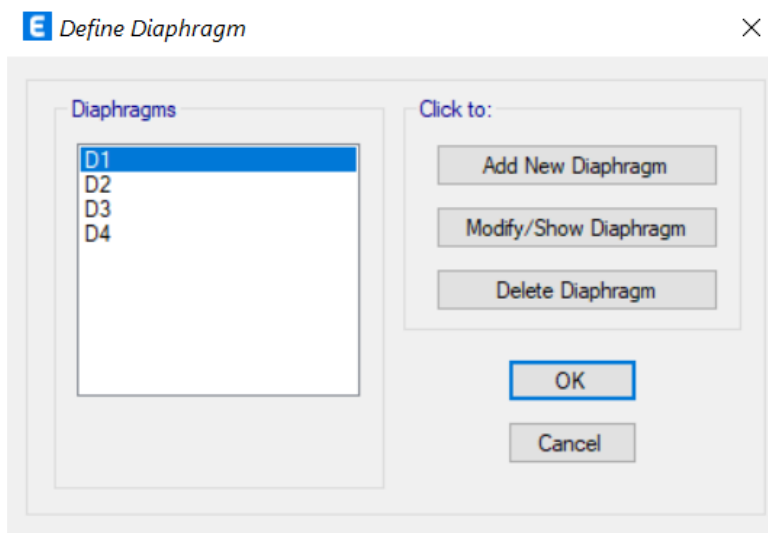 E Define Diaphragm
Diaphragms
D1
D2
D3
D4
Click to:
Add New Diaphragm
Modify/Show Diaphragm
Delete Diaphragm
OK
Cancel